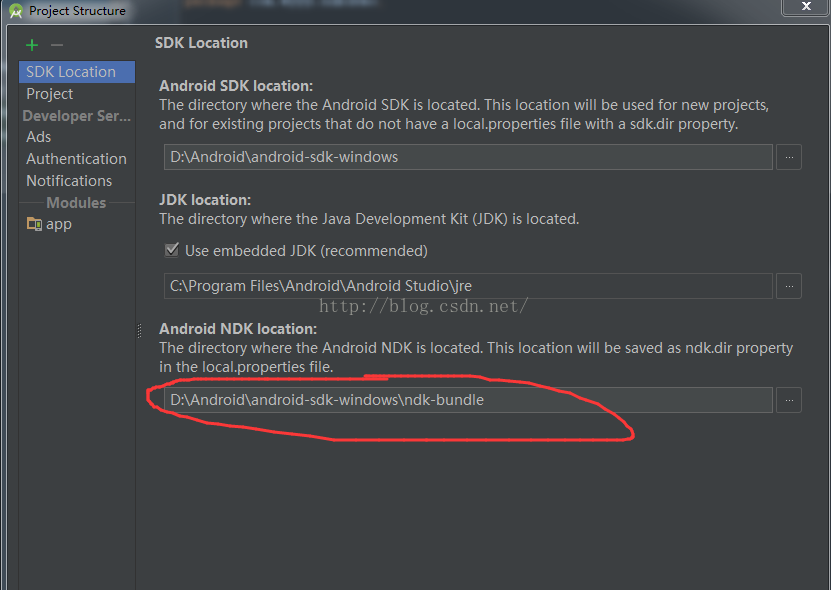 Project Structure
SDK Location
SDK Location
Project
Developer Ser...
Ads
Authentication
Notifications
Modules
app
Android SDK location:
The directory where the Android SDK is located. This location will be used for new projects,
and for existing projects that do not have a local.properties file with a sdk.dir property.
D:\Android\android-sdk-windows
...
JDK location:
The directory where the Java Development Kit (JDK) is located.
Use embedded JDK (recommended)
C:\Program Files\Android\Android Studio\jre
...
http://blog.csdn.net/
Android NDK location:
The directory where the Android NDK is located. This location will be saved as ndk.dir property
in the local.properties file.
D:\Android\android-sdk-windows\ndk-bundle
...